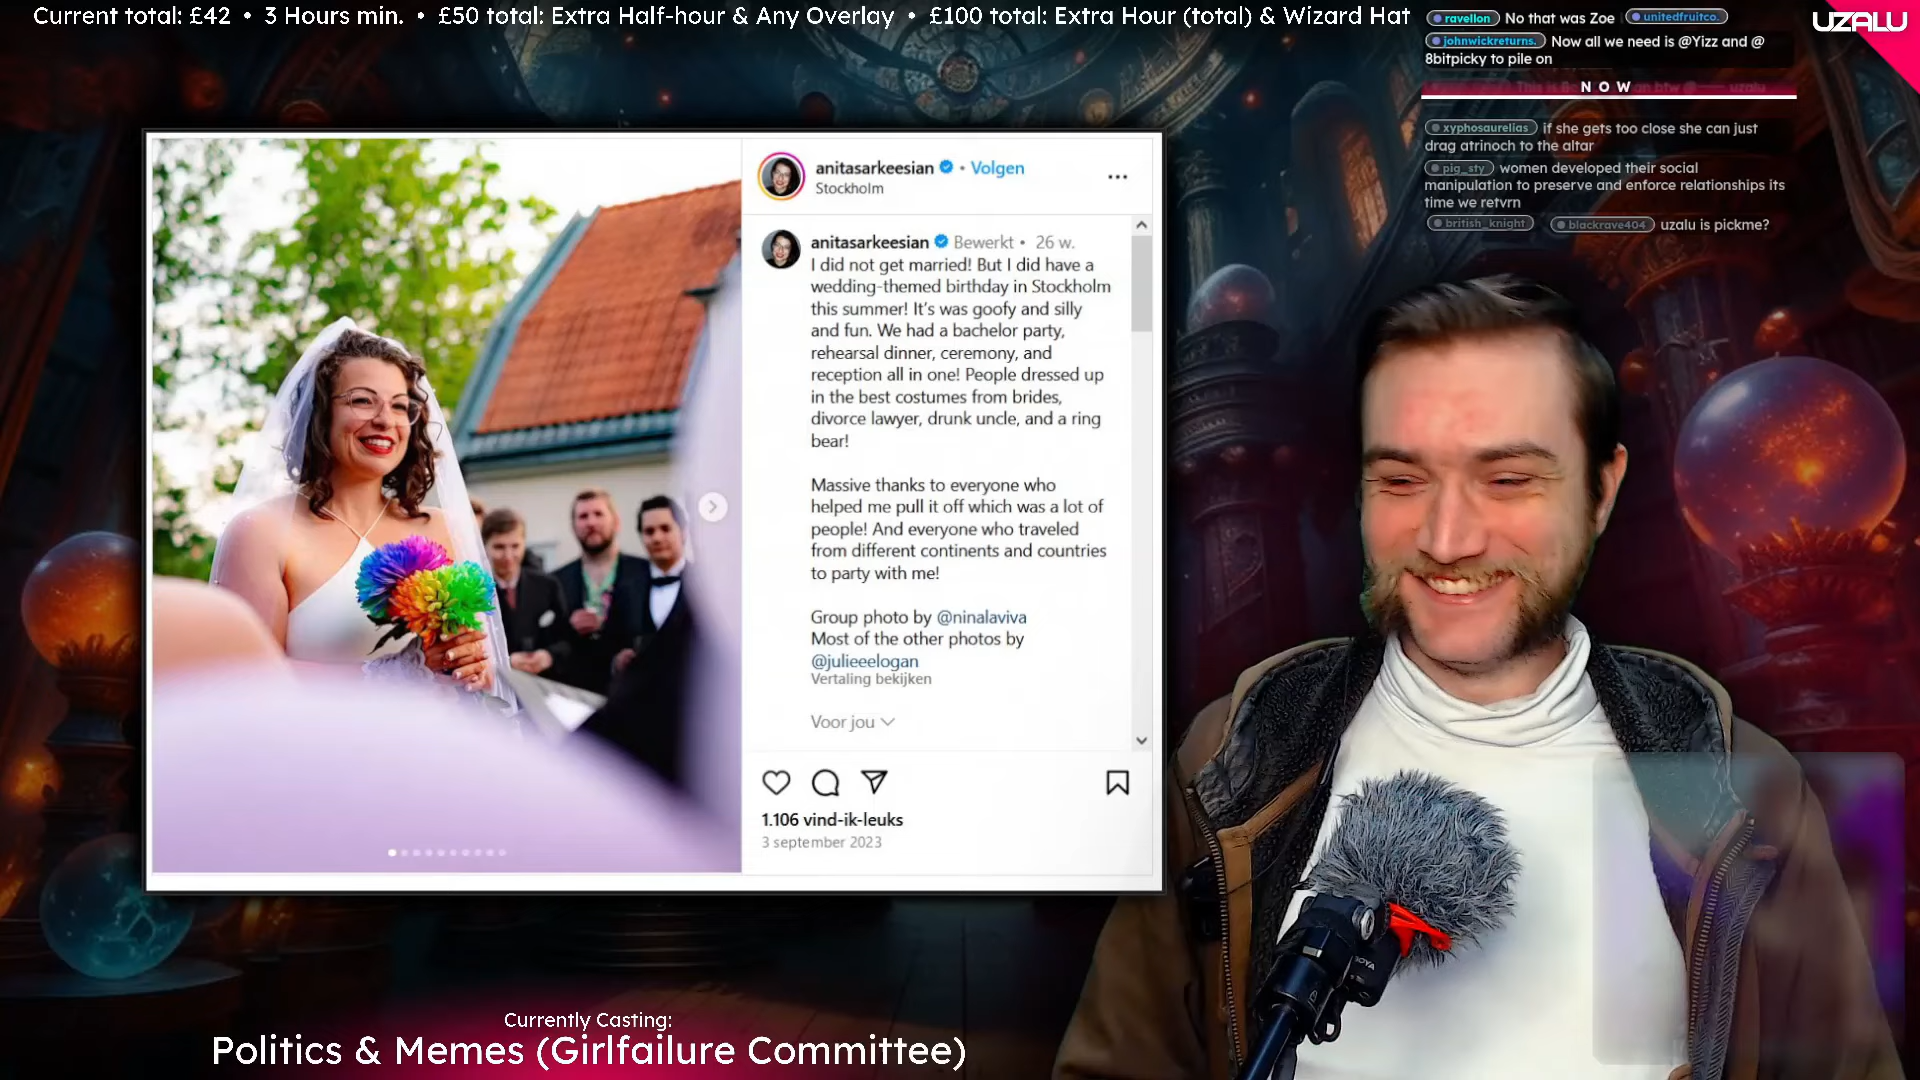 Current total: £42 • 3 Hours min. • £50 total: Extra Half-hour & Any Overlay • £100 total: Extra Hour (total) & Wizard Hat
ravellon No that was Zoe unitedfruitco.
johnwickreturns. Now all we need is @Yizz and @
8bitpicky to pile on
NOW
xyphosaurelias if she gets too close she can just
drag atrinoch to the altar
pig_sty women developed their social
manipulation to preserve and enforce relationships its
time we retvrn
british_knight blackrave404 uzalu is pickme?
UZALU
anitasarkeesian • Volgen
Stockholm
anitasarkeesian Bewerkt • 26 w.
I did not get married! But I did have a
wedding-themed birthday in Stockholm
this summer! It's was goofy and silly
and fun. We had a bachelor party,
rehearsal dinner, ceremony, and
reception all in one! People dressed up
in the best costumes from brides,
divorce lawyer, drunk uncle, and a ring
bear!
Massive thanks to everyone who
helped me pull it off which was a lot of
people! And everyone who traveled
from different continents and countries
to party with me!
Group photo by @ninalaviva
Most of the other photos by
@julieeelogan
Vertaling bekijken
Voor jou
1.106 vind-ik-leuks
3 september 2023
BOYA
Currently Casting:
Politics & Memes (Girlfailure Committee)